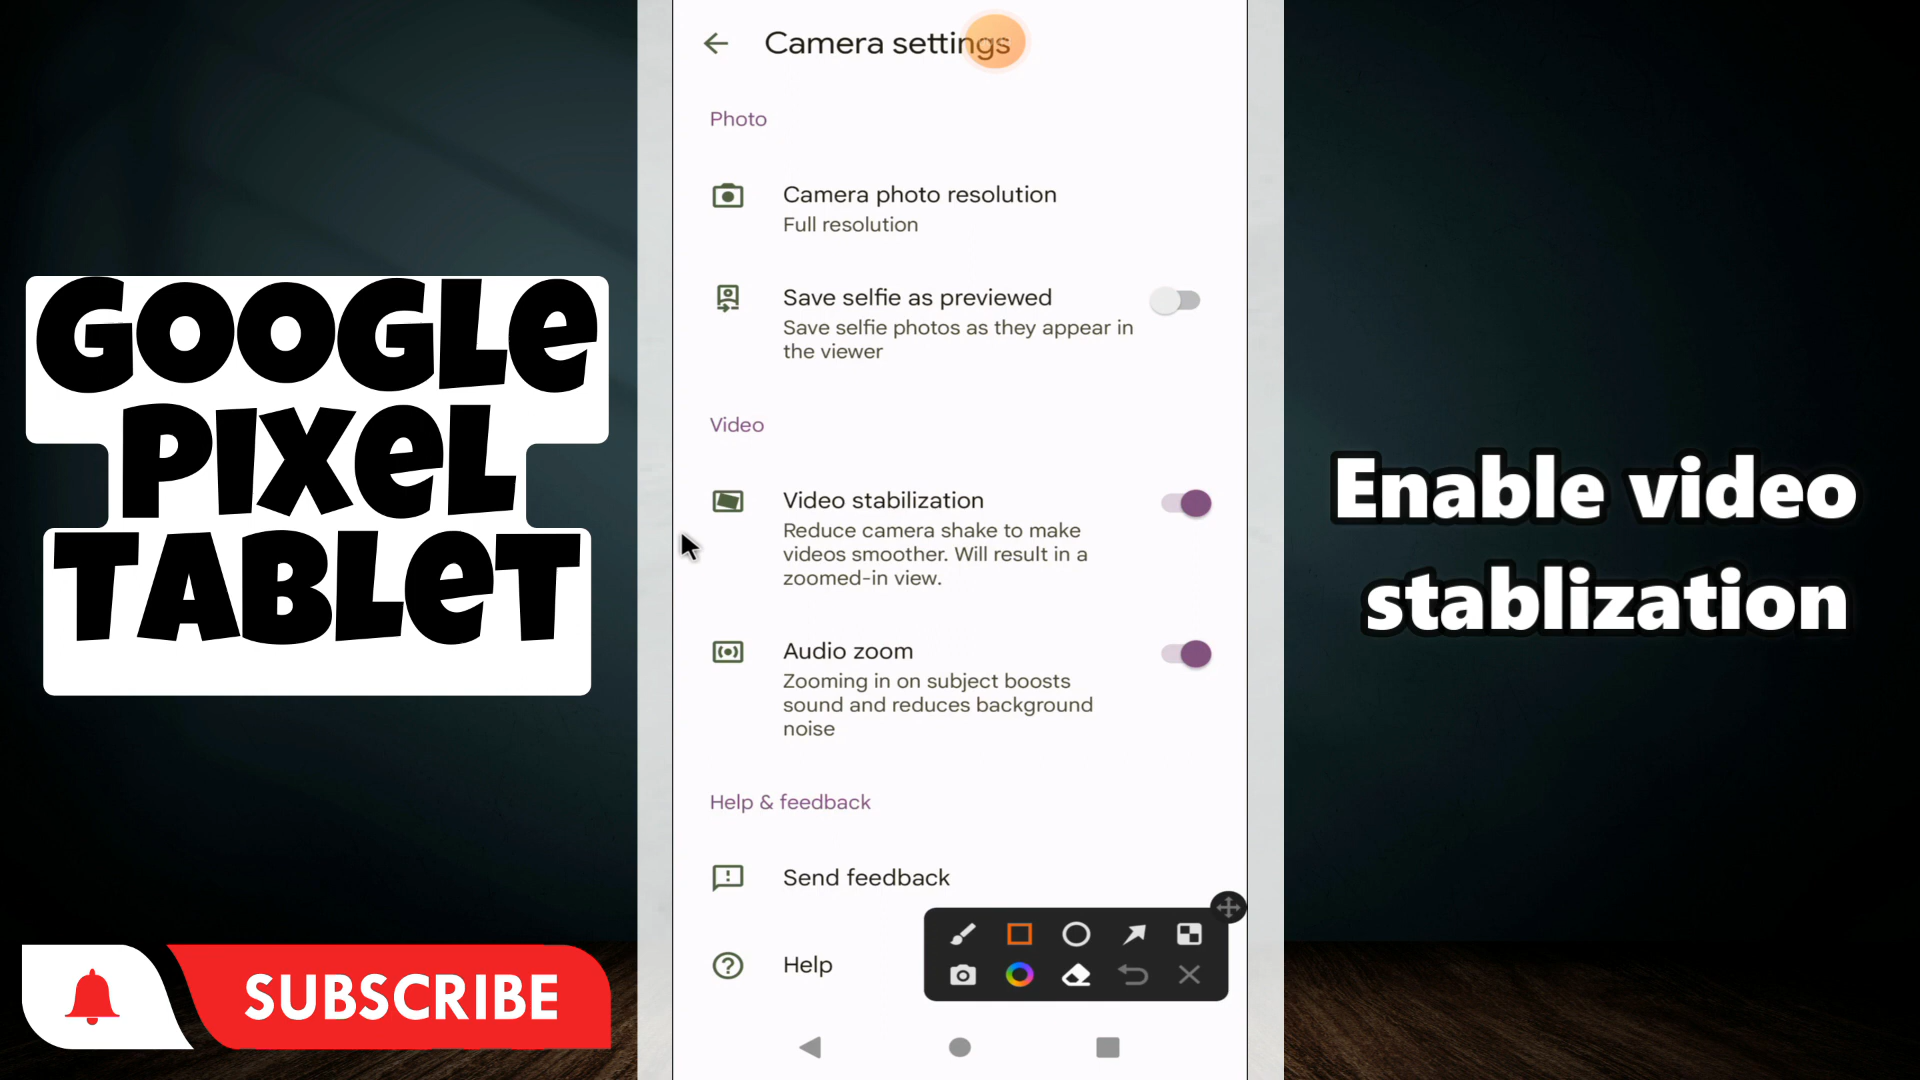 GOOGLE
PIXEL
TABLET
SUBSCRIBE
Camera settings
Photo
Camera photo resolution
Full resolution
Save selfie as previewed
Save selfie photos as they appear in
the viewer
Video
Video stabilization
Reduce camera shake to make
videos smoother. Will result in a
zoomed-in view.
Audio zoom
Zooming in on subject boosts
sound and reduces background
noise
Help & feedback
Send feedback
Help
Enable video
stablization